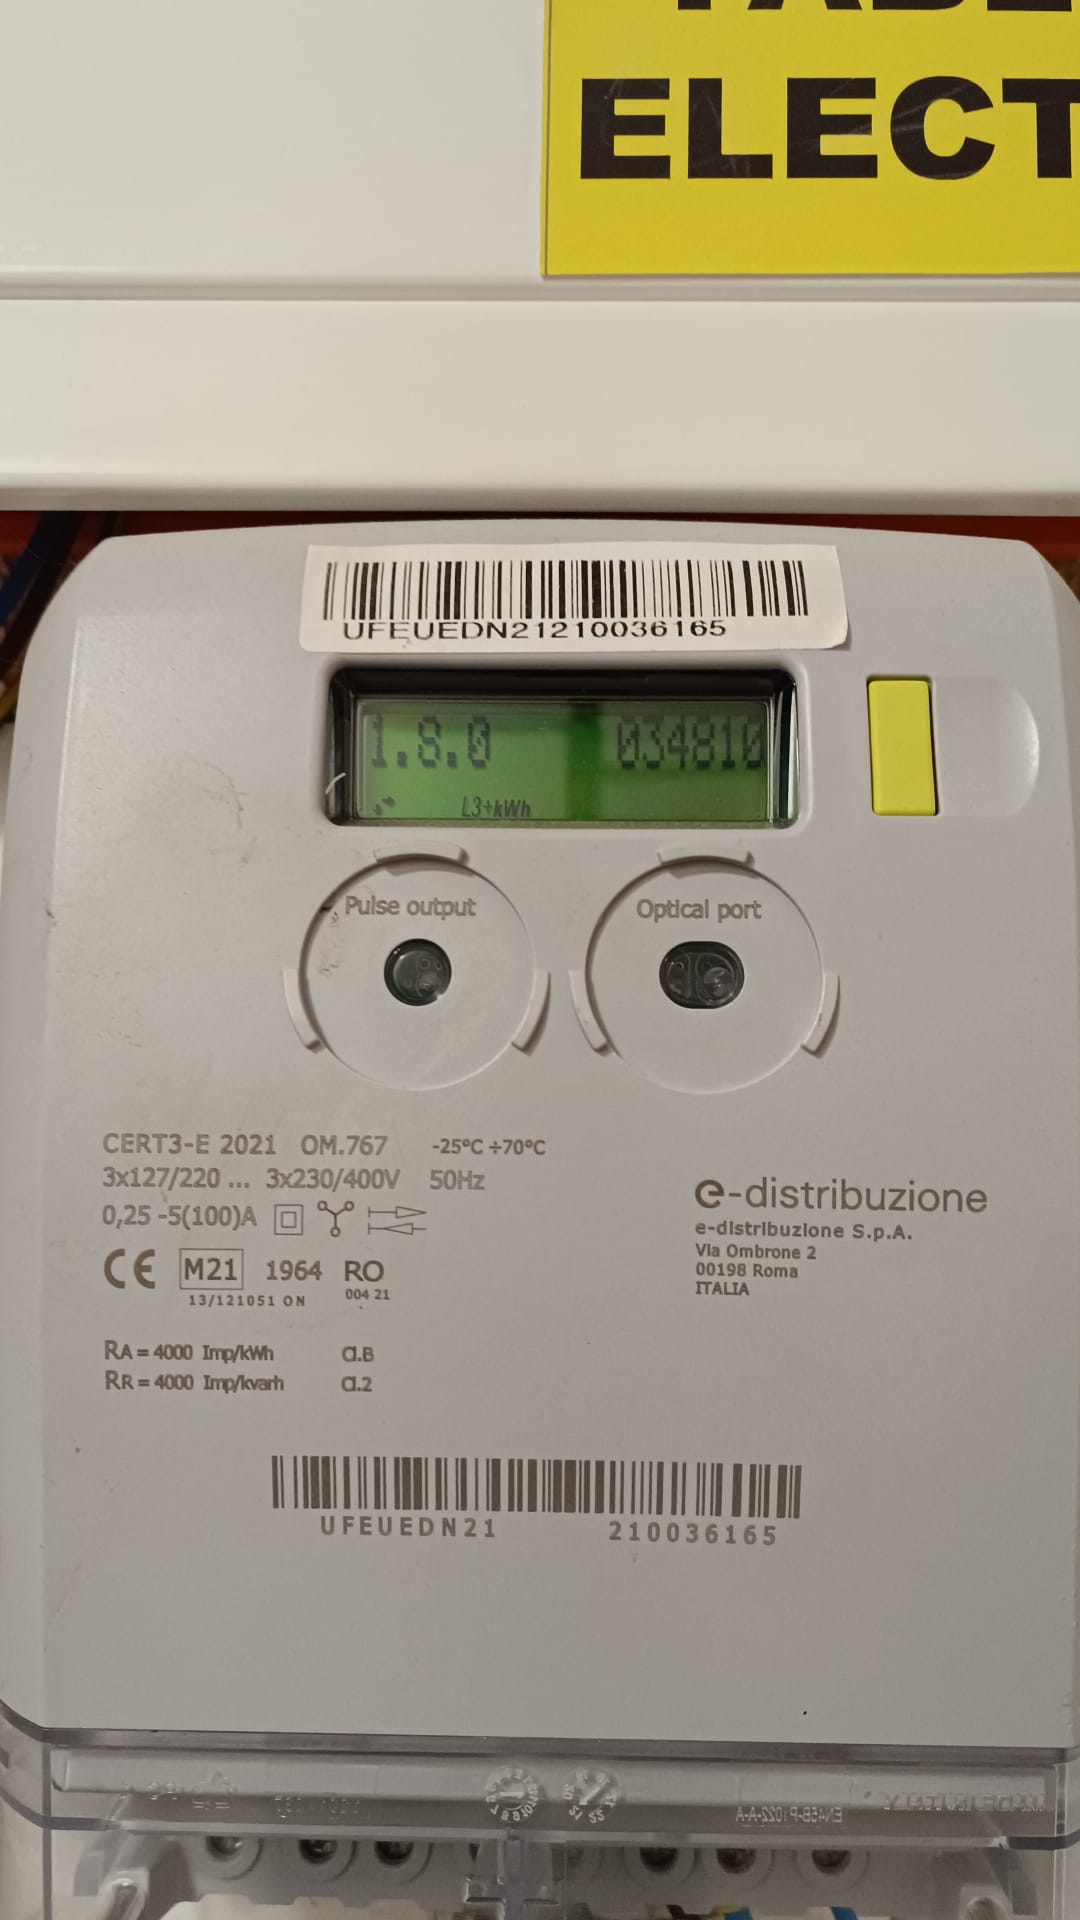 ELECT
UFEUEDN21210036165
1.8.0 034810
L3+kWh
Pulse output
Optical port
CERT3-E 2021 OM.767 -25°C ÷70°C
3x127/220 ... 3x230/400V 50Hz
0,25 -5(100)A
CE M21 1964 RO
13/121051 ON 004 21
RA = 4000 Imp/kWh Cl.B
RR = 4000 Imp/kvarh Cl.2
e-distribuzione
e-distribuzione S.p.A.
Via Ombrone 2
00198 Roma
ITALIA
UFEUEDN21 210036165